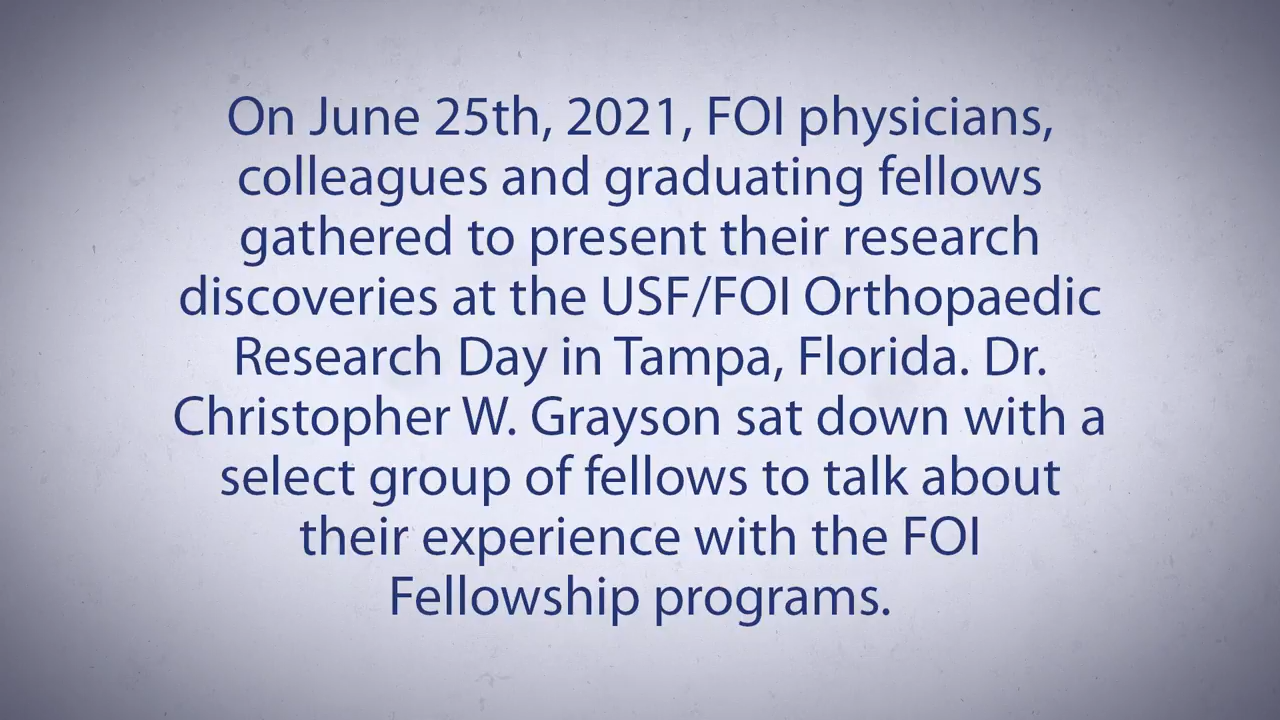 On June 25th, 2021, FOI physicians,
colleagues and graduating fellows
gathered to present their research
discoveries at the USF/FOI Orthopaedic
Research Day in Tampa, Florida. Dr.
Christopher W. Grayson sat down with a
select group of fellows to talk about
their experience with the FOI
Fellowship programs.